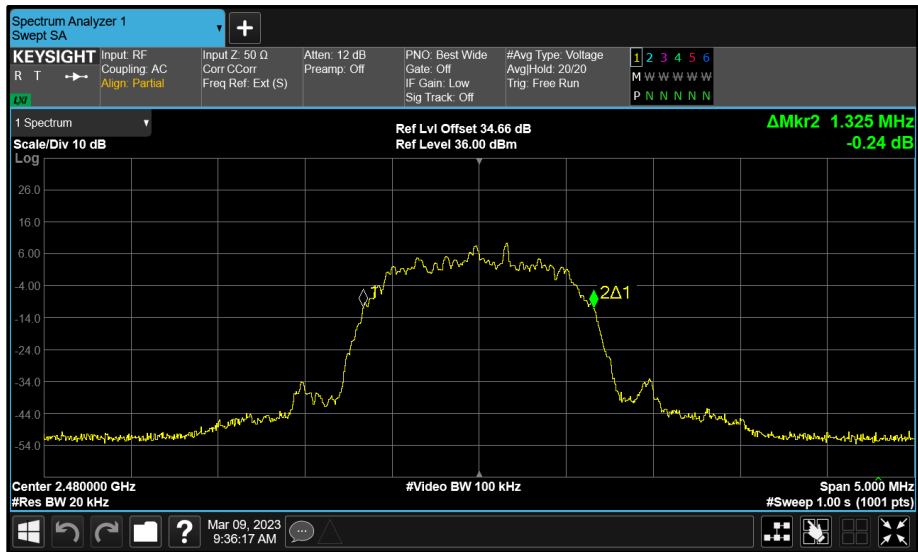 Spectrum Analyzer 1
Swept SA
+
KEYSIGHT
R T
LXI
Input: RF
Coupling: AC
Align: Partial
Input Z: 50 Ω
Corr CCorr
Freq Ref: Ext (S)
Atten: 12 dB
Preamp: Off
PNO: Best Wide
Gate: Off
IF Gain: Low
Sig Track: Off
#Avg Type: Voltage
Avg|Hold: 20/20
Trig: Free Run
1 2 3 4 5 6
M W W W W W
P N N N N N
1 Spectrum
Scale/Div 10 dB
Ref Lvl Offset 34.66 dB
Ref Level 36.00 dBm
ΔMkr2 1.325 MHz
-0.24 dB
Log
26.0
16.0
6.00
-4.00
1
2Δ1
-14.0
-24.0
-34.0
-44.0
-54.0
Center 2.480000 GHz
#Video BW 100 kHz
Span 5.000 MHz
#Res BW 20 kHz
#Sweep 1.00 s (1001 pts)
?
Mar 09, 2023
9:36:17 AM